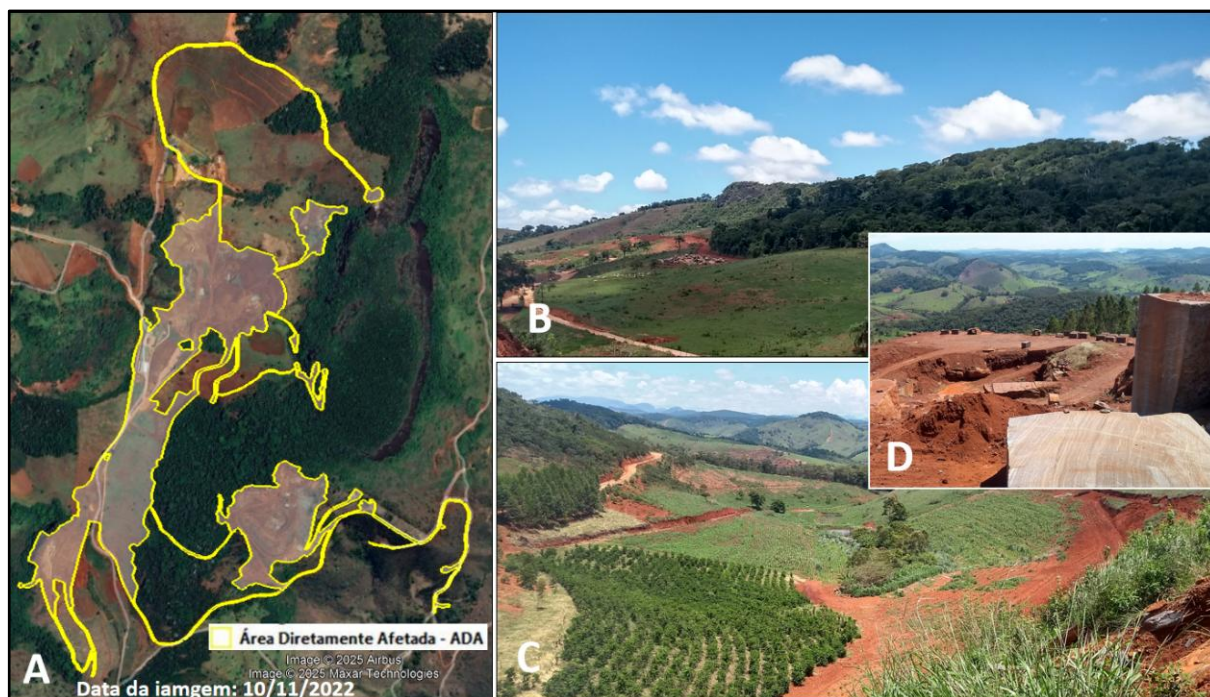 Área Diretamente Afetada - ADA
Image © 2025 Airbus
Image © 2025 Maxar Technologies
A
Data da iamgem: 10/11/2022
B
D
C